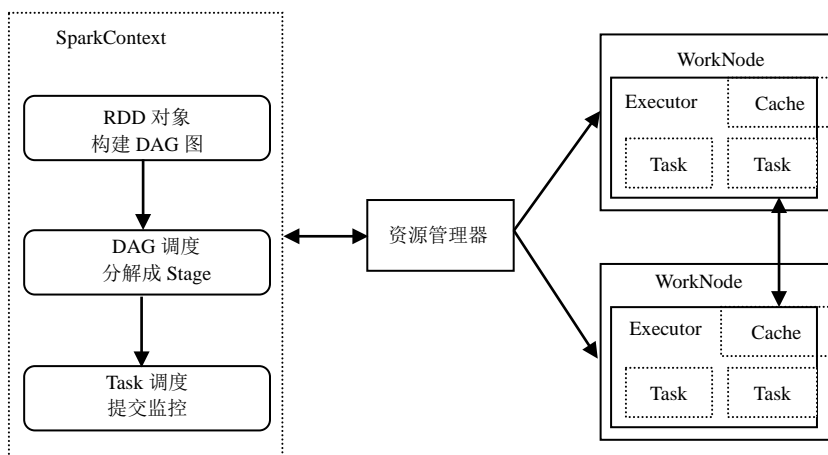 SparkContext
RDD 对象
构建 DAG 图
DAG 调度
分解成 Stage
Task 调度
提交监控
资源管理器
WorkNode
Executor
Cache
Task
Task
WorkNode
Executor
Cache
Task
Task